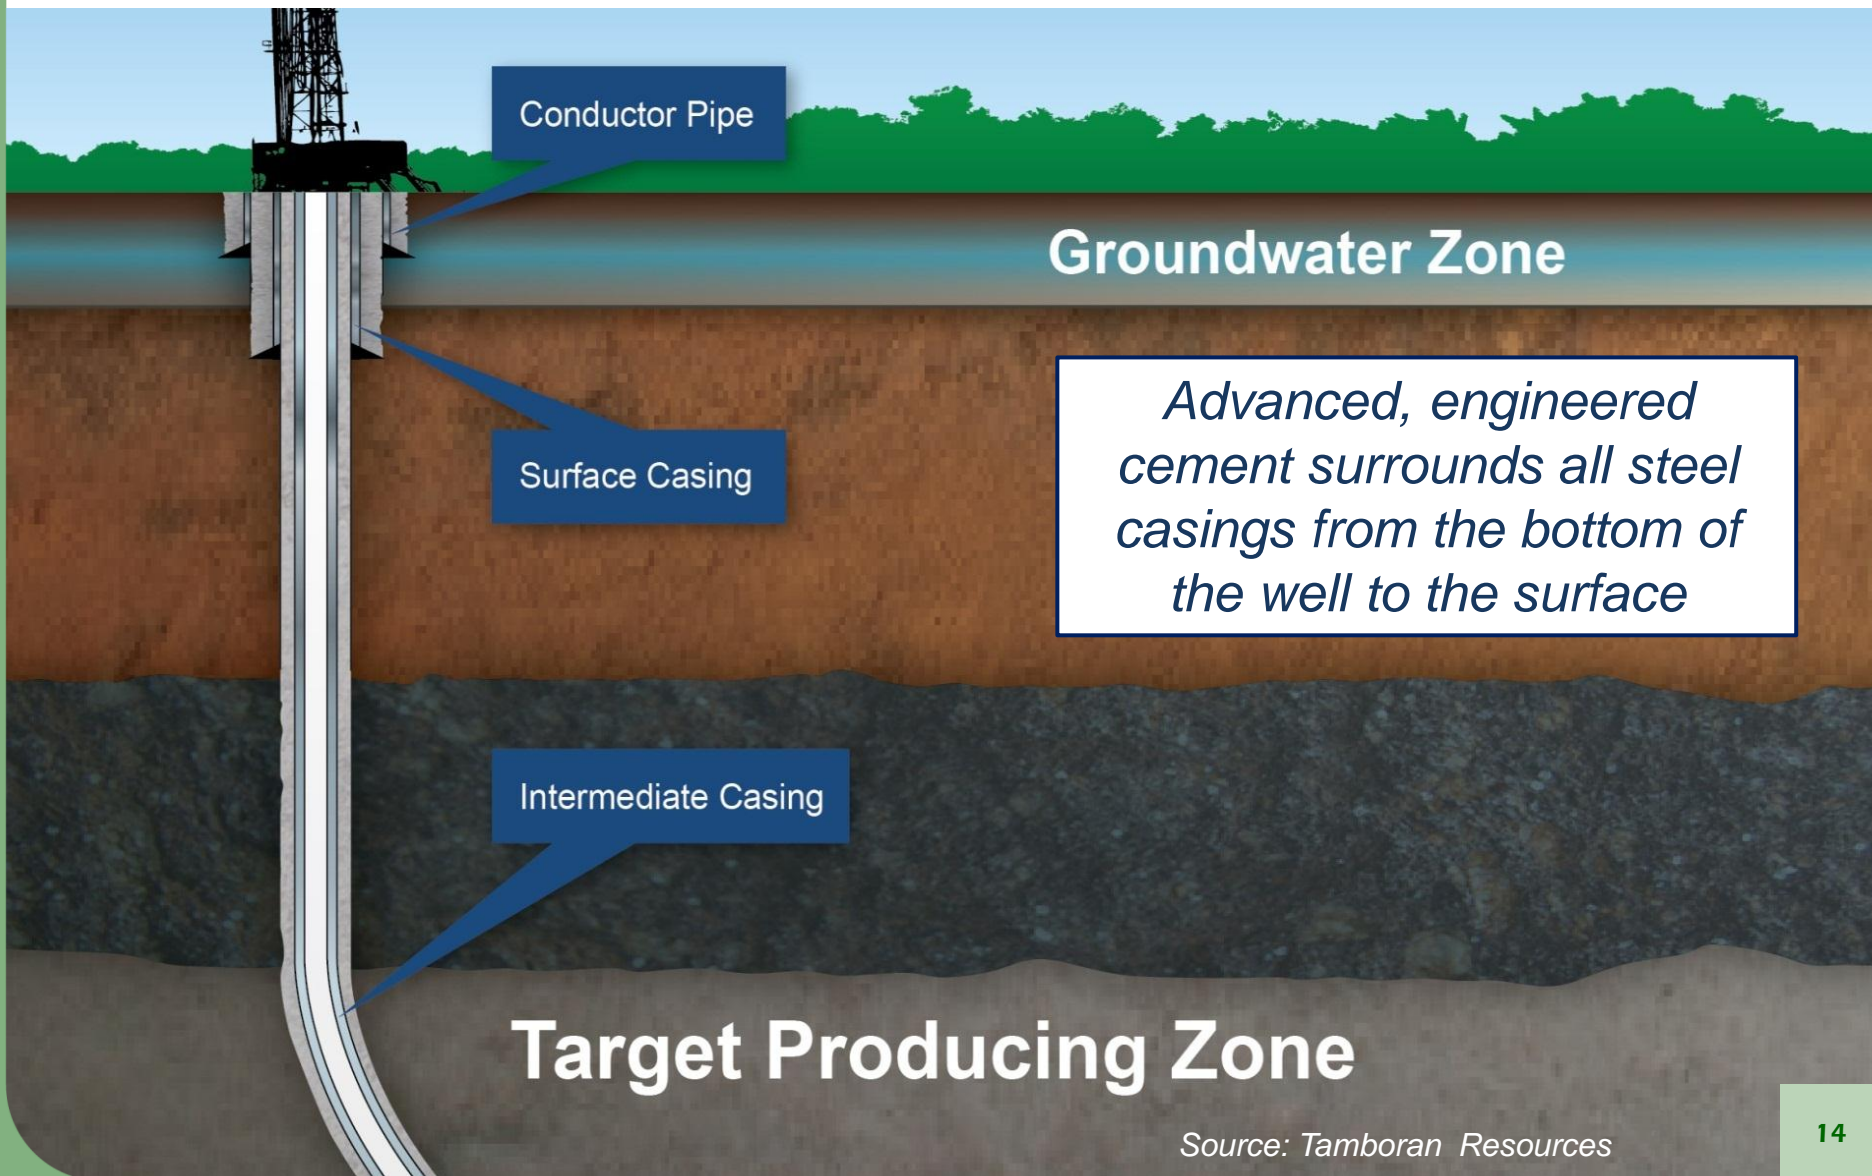 Conductor Pipe
Groundwater Zone
Advanced, engineered
cement surrounds all steel
casings from the bottom of
the well to the surface
Surface Casing
Intermediate Casing
Target Producing Zone
Source: Tamboran  Resources
14